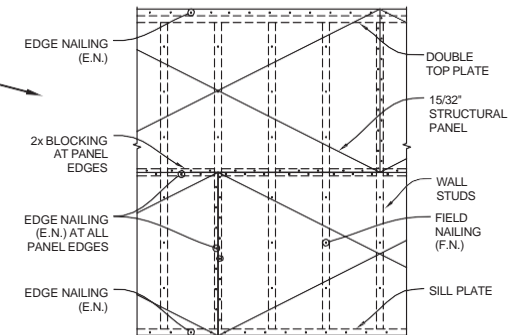 EDGE NAILING
(E.N.)
DOUBLE
TOP PLATE
15/32"
STRUCTURAL
PANEL
2x BLOCKING
AT PANEL
EDGES
WALL
STUDS
EDGE NAILING
(E.N.) AT ALL
PANEL EDGES
FIELD
NAILING
(F.N.)
EDGE NAILING
(E.N.)
SILL PLATE